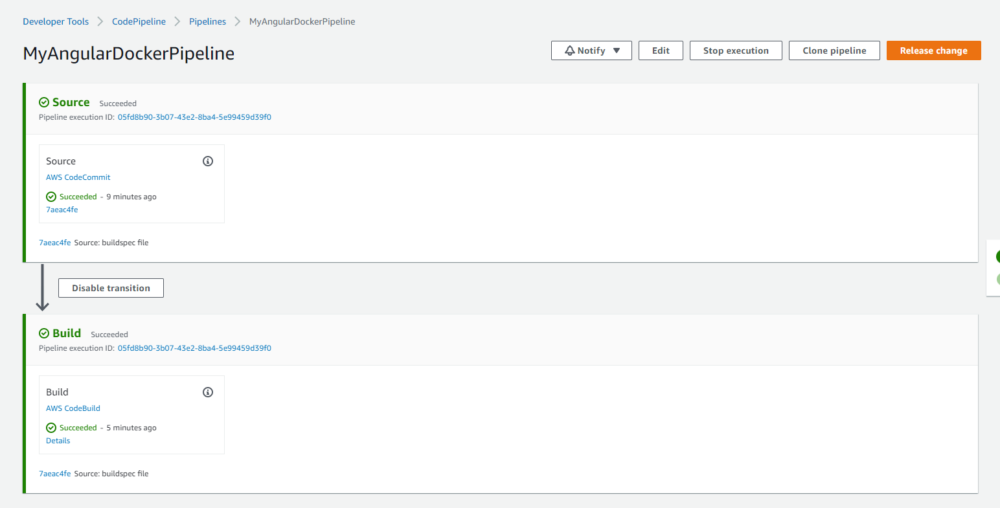 Developer Tools > CodePipeline > Pipelines > MyAngularDockerPipeline
MyAngularDockerPipeline
Notify ▼ Edit Stop execution Clone pipeline Release change
Source Succeeded
Pipeline execution ID: 05fd8b90-3b07-43e2-8ba4-5e99459d39f0
Source
AWS CodeCommit
Succeeded - 9 minutes ago
7aeac4fe
7aeac4fe Source: buildspec file
Disable transition
Build Succeeded
Pipeline execution ID: 05fd8b90-3b07-43e2-8ba4-5e99459d39f0
Build
AWS CodeBuild
Succeeded - 5 minutes ago
Details
7aeac4fe Source: buildspec file